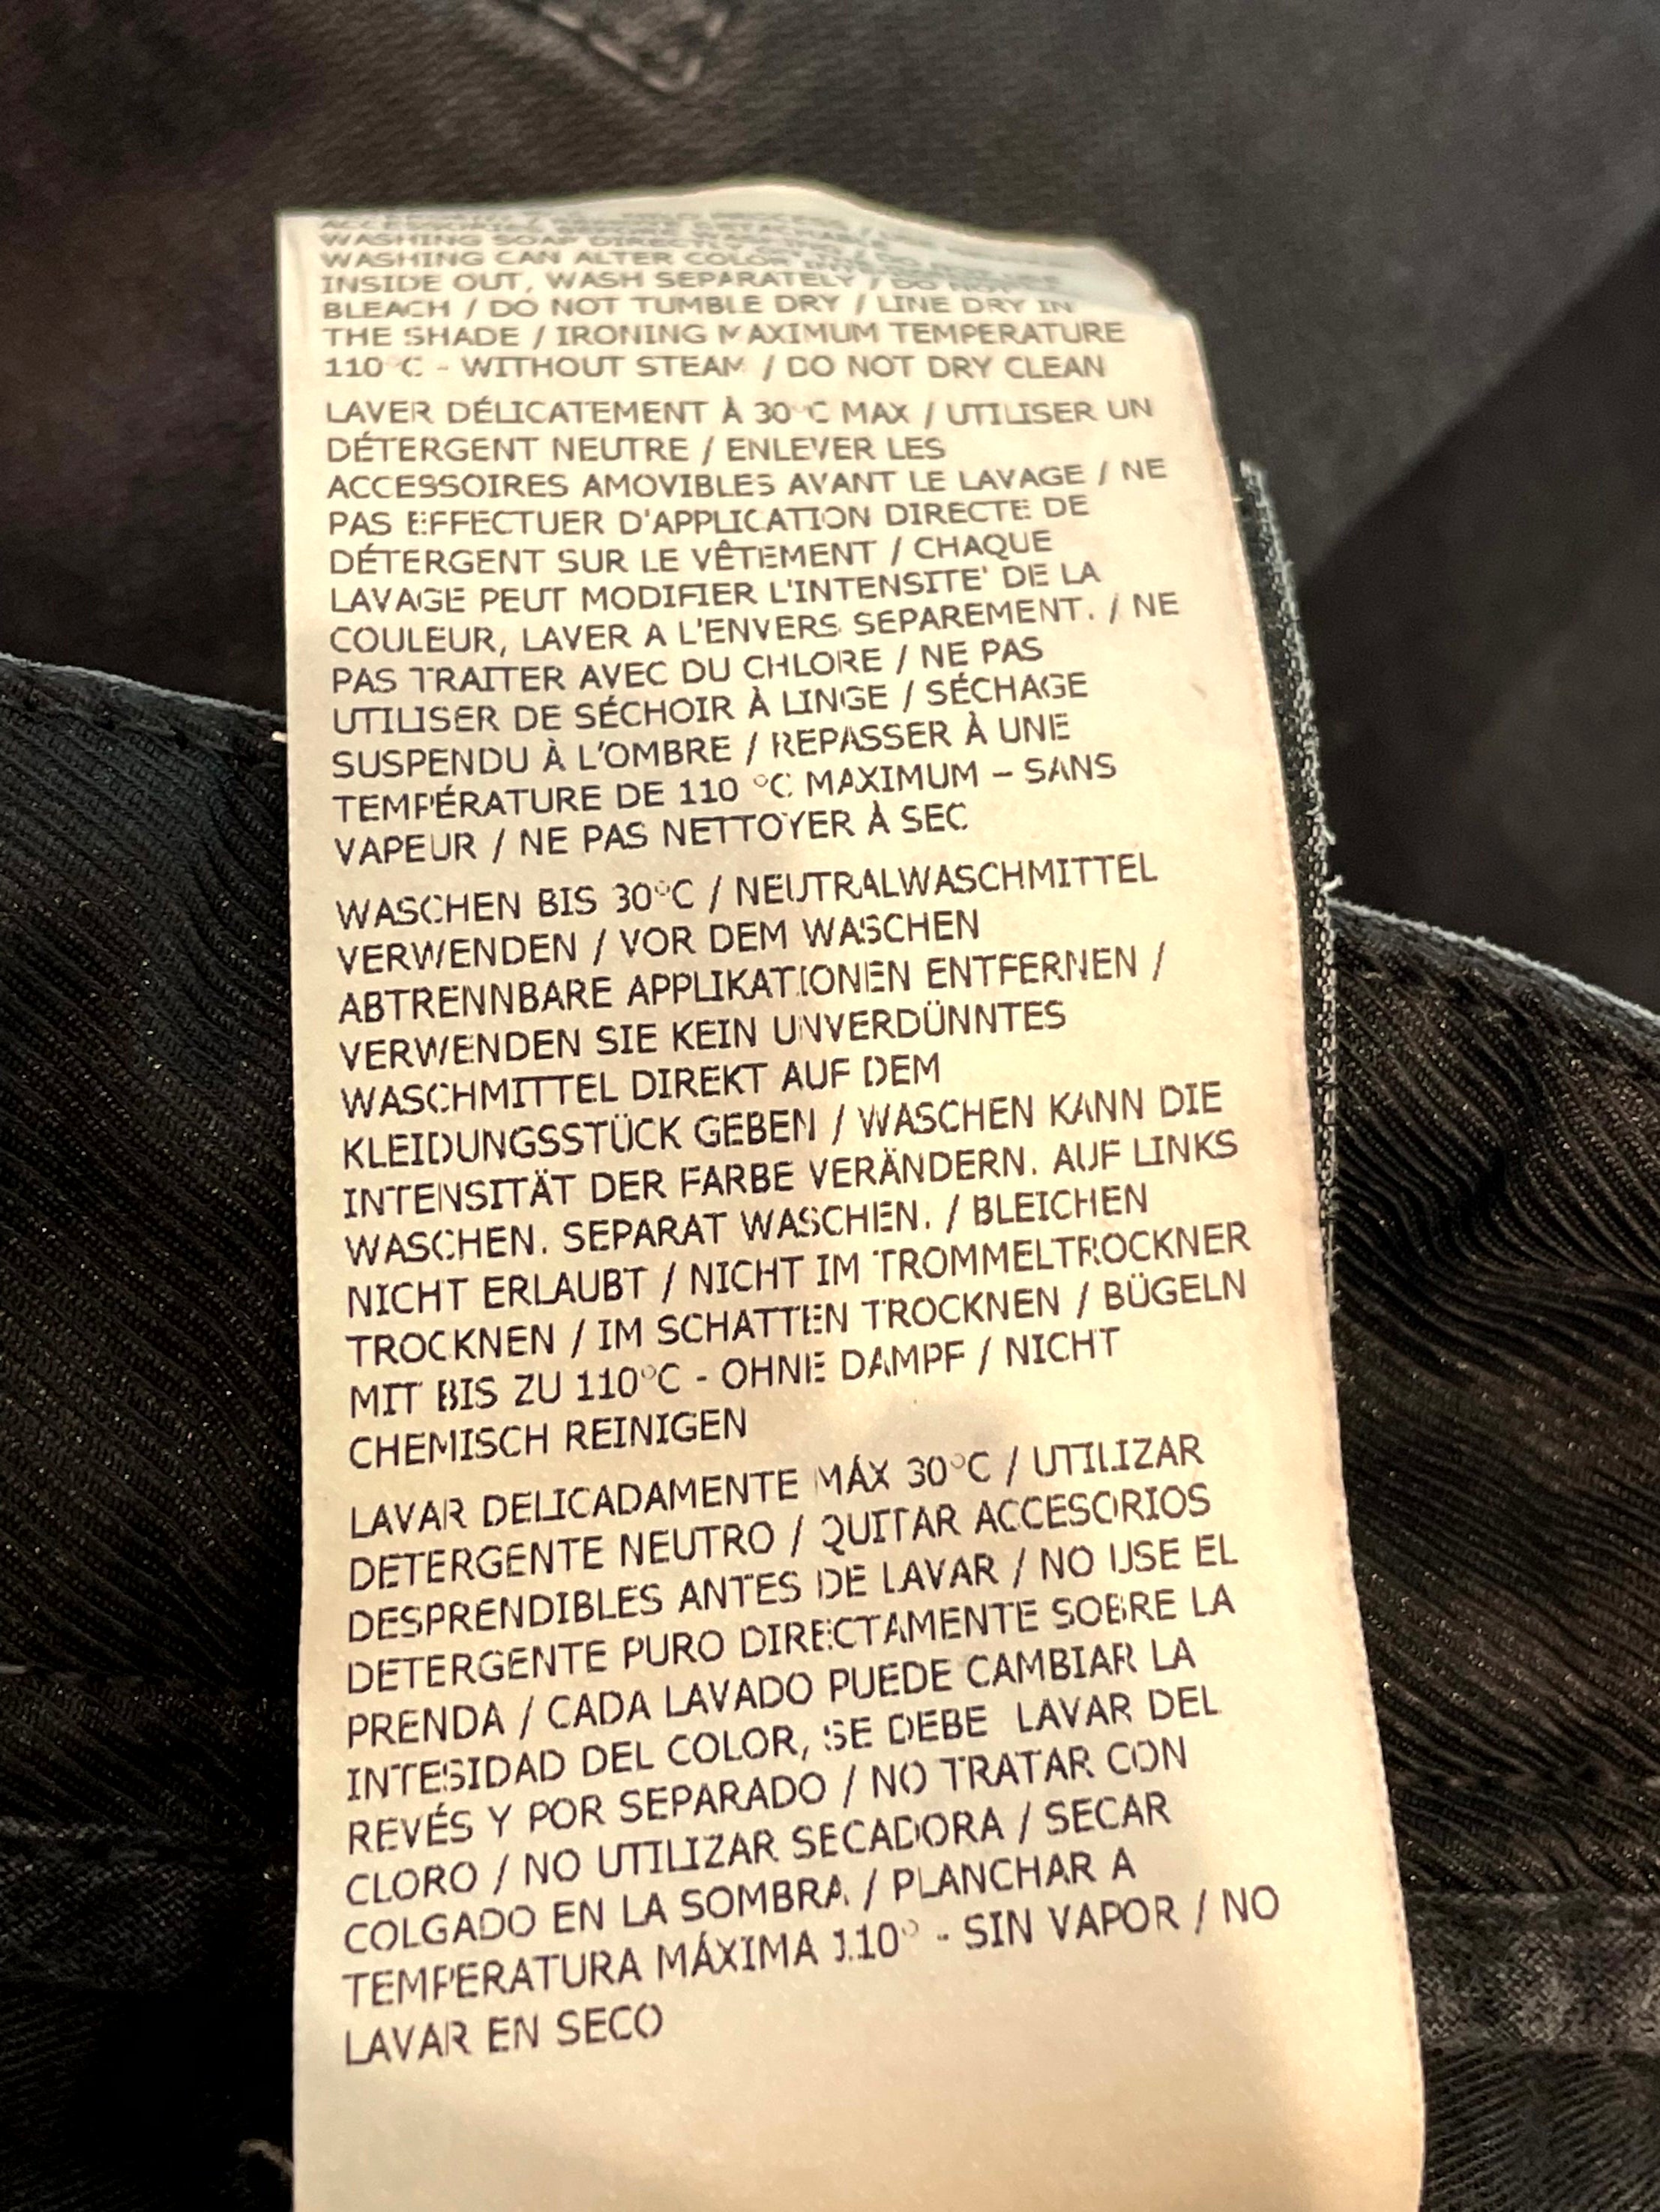 WASHING SOAP DIRECTLY
WASHING CAN ALTER COLOR
INSIDE OUT, WASH SEPARATELY / DO NOT
BLEACH / DO NOT TUMBLE DRY / LINE DRY IN
THE SHADE / IRONING MAXIMUM TEMPERATURE
110°C - WITHOUT STEAM / DO NOT DRY CLEAN
LAVER DÉLICATEMENT À 30°C MAX / UTILISER UN
DÉTERGENT NEUTRE / ENLEVER LES
ACCESSOIRES AMOVIBLES AVANT LE LAVAGE / NE
PAS EFFECTUER D'APPLICATION DIRECTE DE
DÉTERGENT SUR LE VÊTEMENT / CHAQUE
LAVAGE PEUT MODIFIER L'INTENSITE' DE LA
COULEUR, LAVER A L'ENVERS SEPAREMENT. / NE
PAS TRAITER AVEC DU CHLORE / NE PAS
UTILISER DE SÉCHOIR À LINGE / SÉCHAGE
SUSPENDU À L'OMBRE / REPASSER À UNE
TEMPÉRATURE DE 110 °C MAXIMUM – SANS
VAPEUR / NE PAS NETTOYER À SEC
WASCHEN BIS 30°C / NEUTRALWASCHMITTEL
VERWENDEN / VOR DEM WASCHEN
ABTRENNBARE APPLIKATIONEN ENTFERNEN /
VERWENDEN SIE KEIN UNVERDÜNNTES
WASCHMITTEL DIREKT AUF DEM
KLEIDUNGSSTÜCK GEBEN / WASCHEN KANN DIE
INTENSITÄT DER FARBE VERÄNDERN. AUF LINKS
WASCHEN. SEPARAT WASCHEN. / BLEICHEN
NICHT ERLAUBT / NICHT IM TROMMELTROCKNER
TROCKNEN / IM SCHATTEN TROCKNEN / BÜGELN
MIT BIS ZU 110°C - OHNE DAMPF / NICHT
CHEMISCH REINIGEN
LAVAR DELICADAMENTE MÁX 30°C / UTILIZAR
DETERGENTE NEUTRO / QUITAR ACCESORIOS
DESPRENDIBLES ANTES DE LAVAR / NO USE EL
DETERGENTE PURO DIRECTAMENTE SOBRE LA
PRENDA / CADA LAVADO PUEDE CAMBIAR LA
INTESIDAD DEL COLOR, SE DEBE LAVAR DEL
REVÉS Y POR SEPARADO / NO TRATAR CON
CLORO / NO UTILIZAR SECADORA / SECAR
COLGADO EN LA SOMBRA / PLANCHAR A
TEMPERATURA MÁXIMA 110° - SIN VAPOR / NO
LAVAR EN SECO